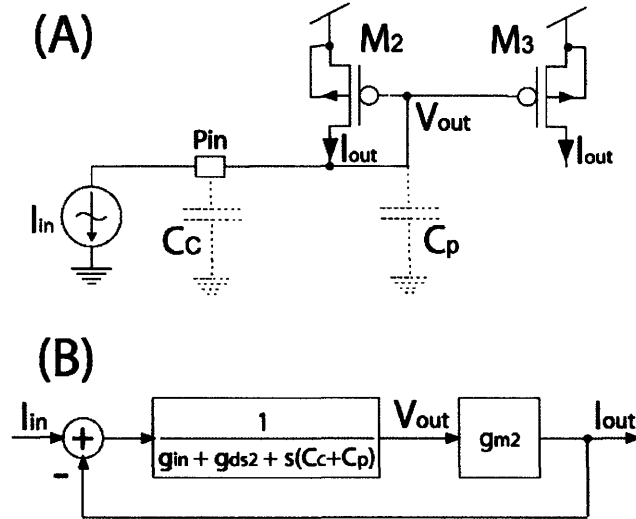 (A)
M2
M3
Vout
Pin
Iout
Iout
Iin
Cc
Cp
(B)
Iin
+
-
1
gin + gds2 + s(Cc+Cp)
Vout
gm2
Iout